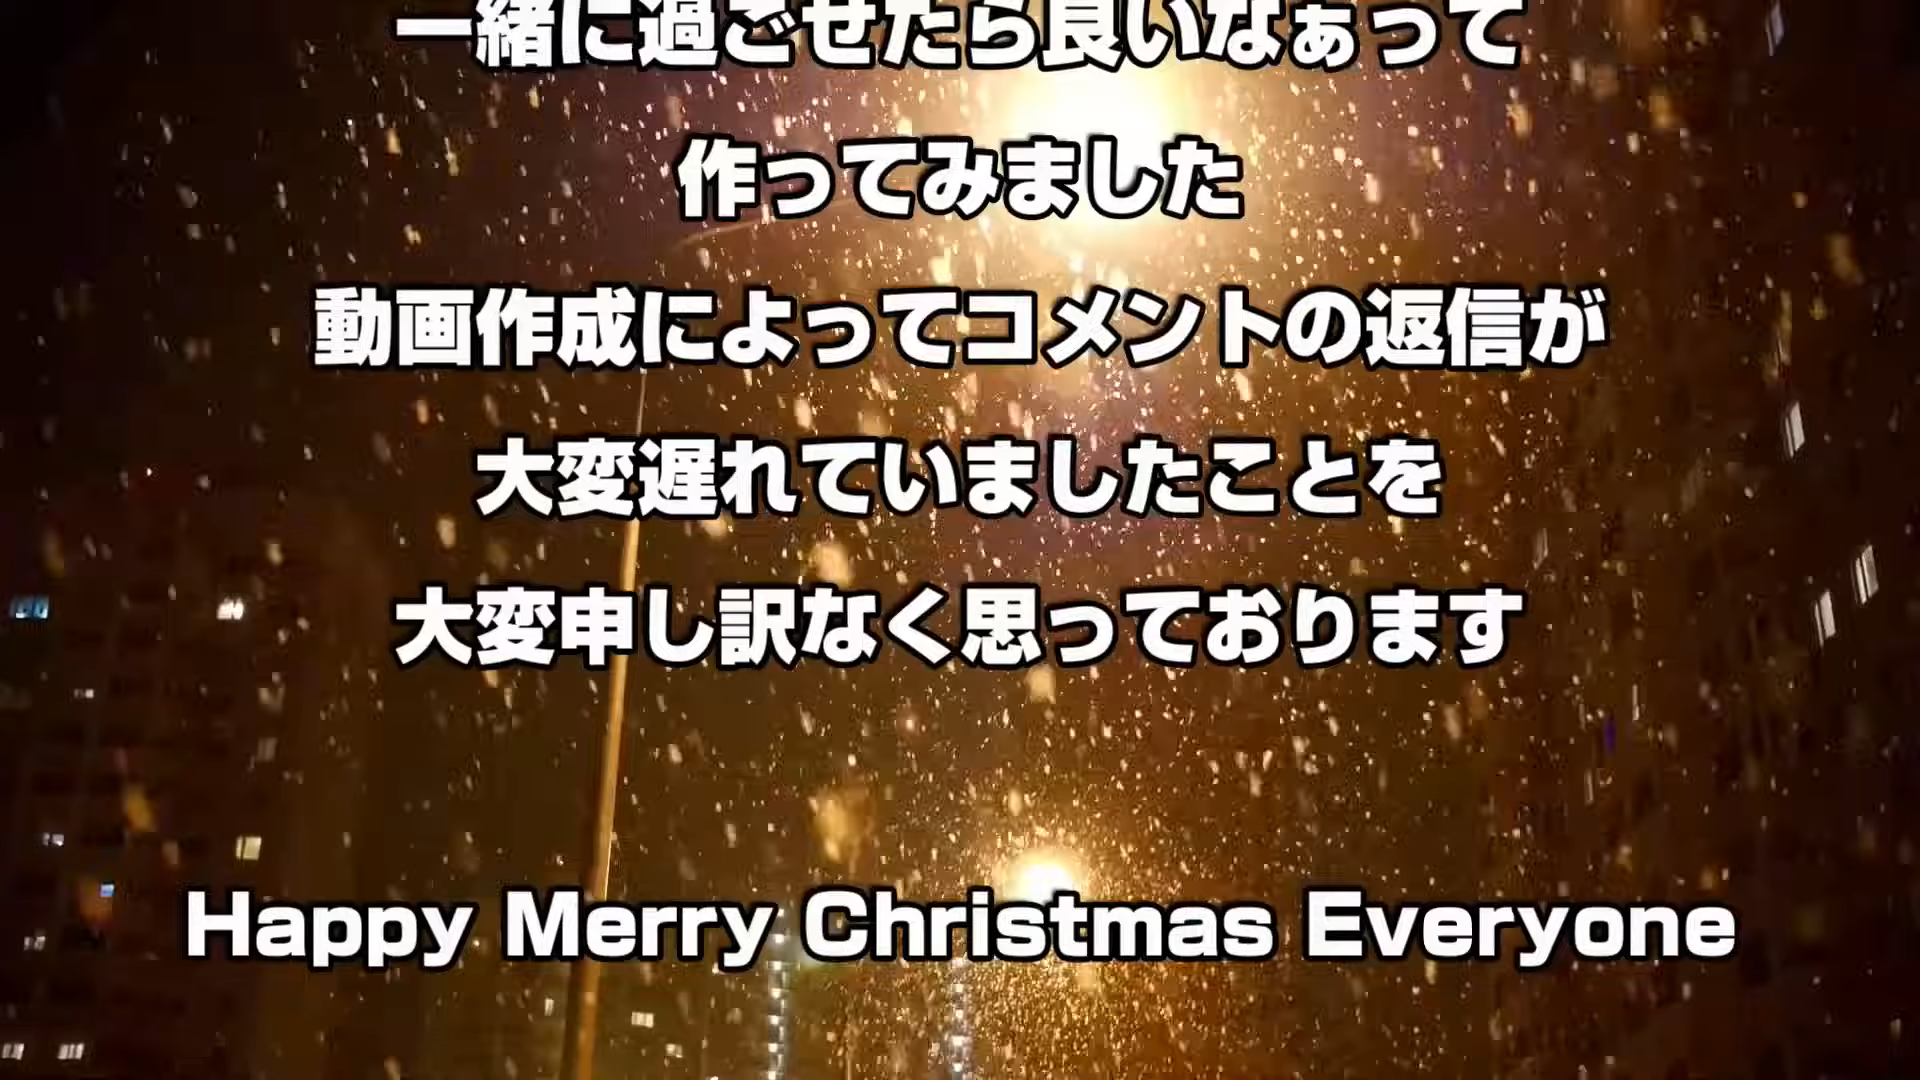 一緒に過ごせたら良いなぁって
作ってみました
動画作成によってコメントの返信が
大変遅れていましたことを
大変申し訳なく思っております
Happy Merry Christmas Everyone